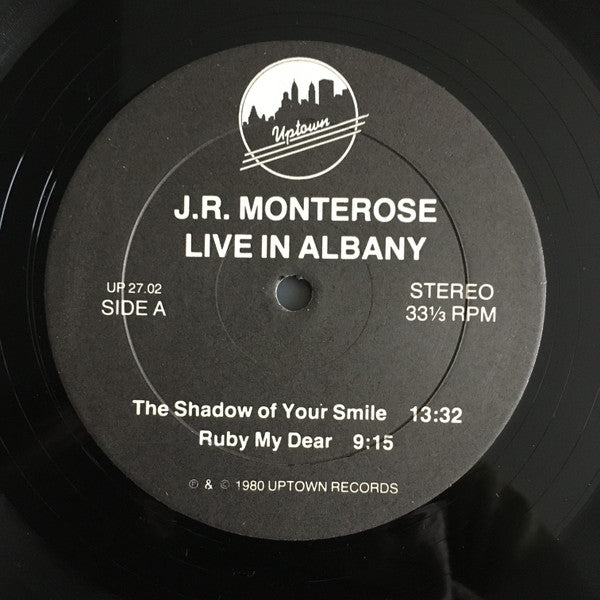 Uptown
J.R. MONTEROSE
LIVE IN ALBANY
UP 27.02
SIDE A
STEREO
33⅓ RPM
The Shadow of Your Smile 13:32
Ruby My Dear 9:15
℗ & © 1980 UPTOWN RECORDS